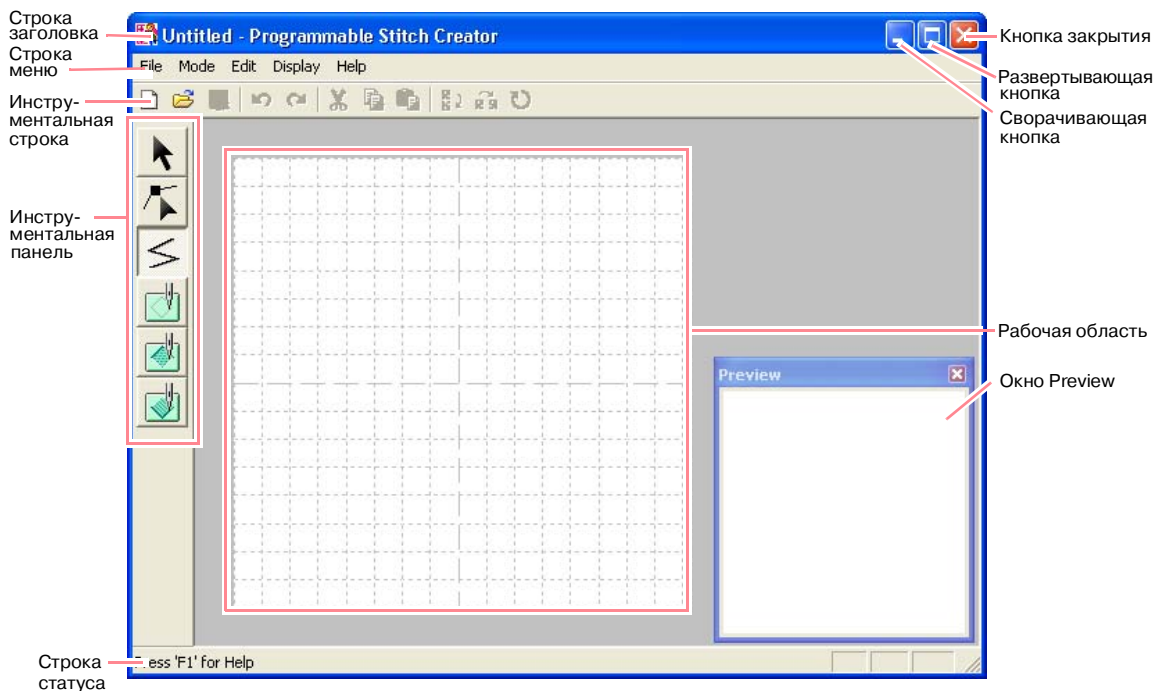 Строка
заголовка
Строка
меню
Инстру-
ментальная
строка
Инстру-
ментальная
панель
Строка
статуса
Untitled - Programmable Stitch Creator
File Mode Edit Display Help
Preview
Press 'F1' for Help
Кнопка закрытия
Развертывающая
кнопка
Сворачивающая
кнопка
Рабочая область
Окно Preview